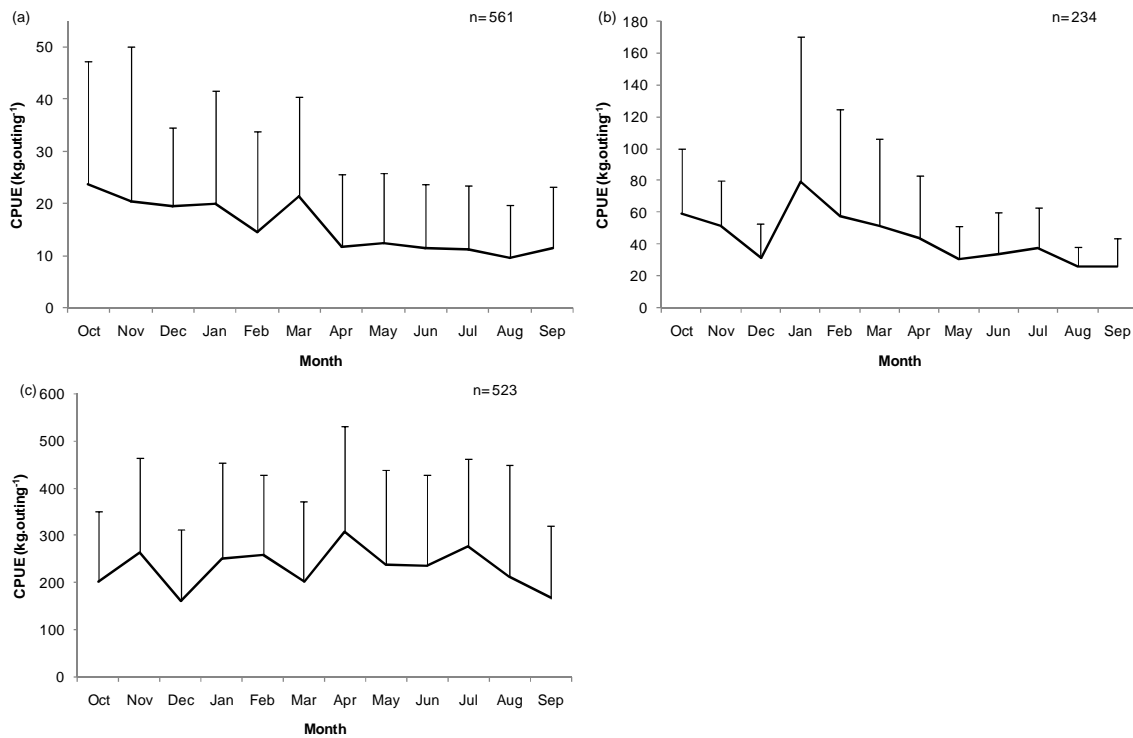 (a)
n= 561
CPUE (kg.outing⁻¹)
50
40
30
20
10
0
Oct Nov Dec Jan Feb Mar Apr May Jun Jul Aug Sep
Month
(b)
n= 234
CPUE (kg.outing⁻¹)
180
160
140
120
100
80
60
40
20
0
Oct Nov Dec Jan Feb Mar Apr May Jun Jul Aug Sep
Month
(c)
n= 523
CPUE (kg.outing⁻¹)
600
500
400
300
200
100
0
Oct Nov Dec Jan Feb Mar Apr May Jun Jul Aug Sep
Month